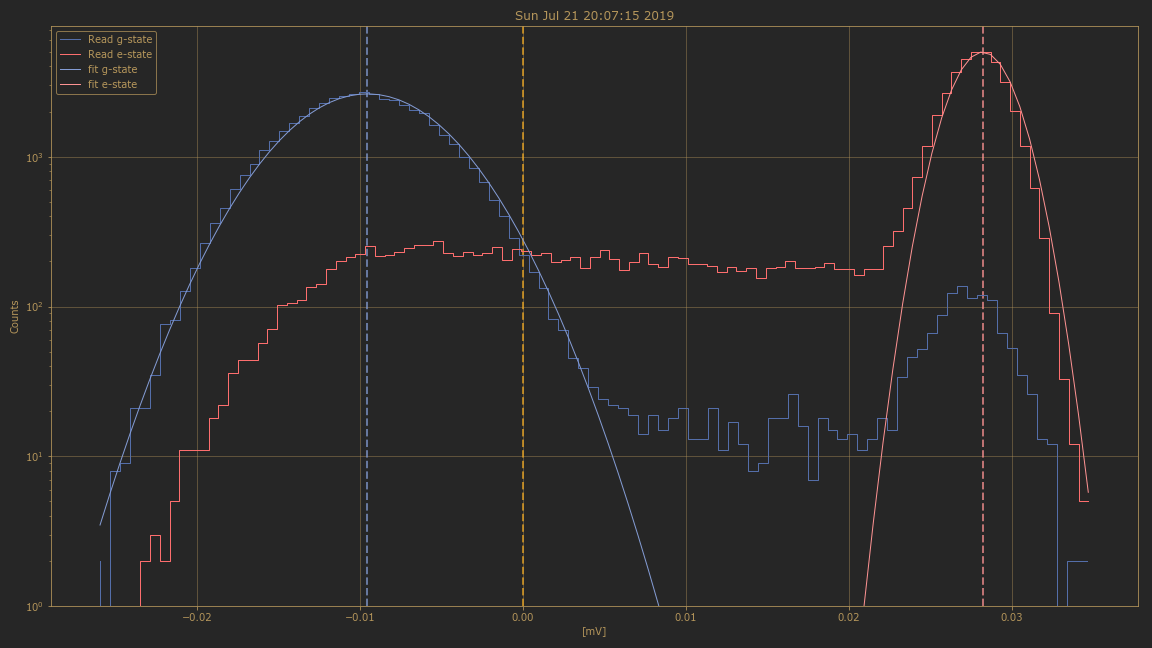 Sun Jul 21 20:07:15 2019
Read g-state
Read e-state
fit g-state
fit e-state
Counts
10³
10²
10¹
10⁰
−0.02 −0.01 0.00 0.01 0.02 0.03
[mV]